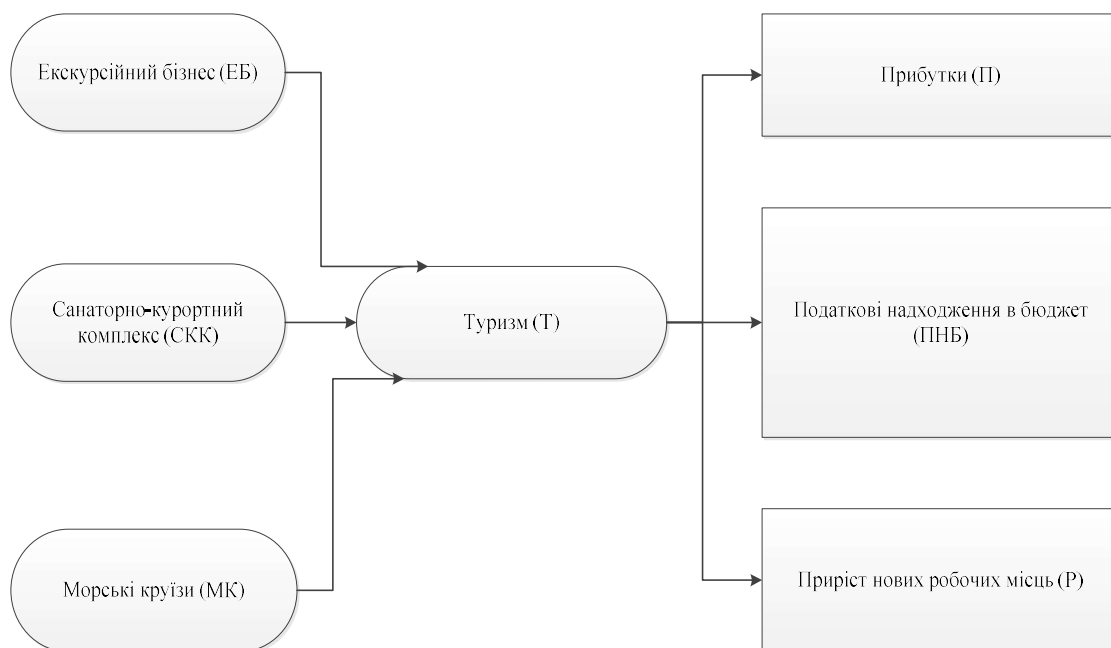 Екскурсійний бізнес (ЕБ)
Санаторно-курортний
комплекс (СКК)
Морські круїзи (МК)
Туризм (Т)
Прибутки (П)
Податкові надходження в бюджет
(ПНБ)
Приріст нових робочих місць (Р)